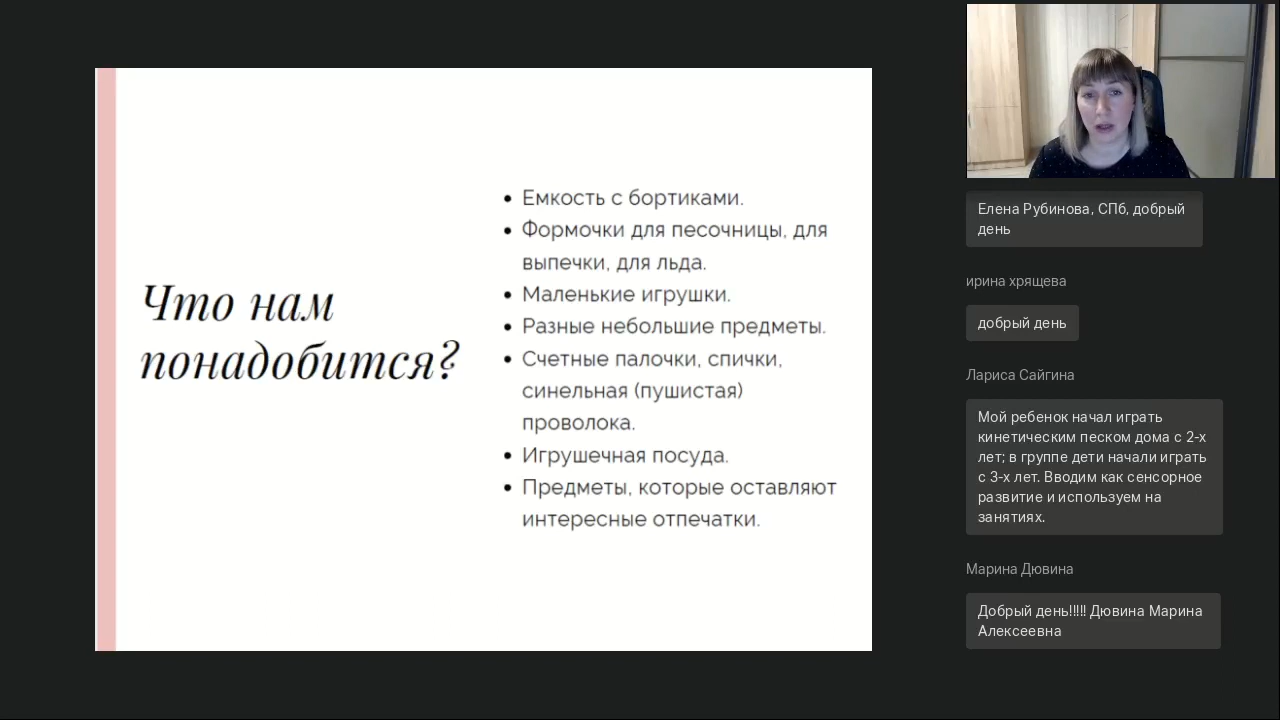 Что нам
понадобится?
Емкость с бортиками.
Формочки для песочницы, для
выпечки, для льда.
Маленькие игрушки.
Разные небольшие предметы.
Счетные палочки, спички,
синельная (пушистая)
проволока.
Игрушечная посуда.
Предметы, которые оставляют
интересные отпечатки.
Елена Рубинова, СПб, добрый
день
ирина хрящева
добрый день
Лариса Сайгина
Мой ребенок начал играть
кинетическим песком дома с 2-х
лет; в группе дети начали играть
с 3-х лет. Вводим как сенсорное
развитие и используем на
занятиях.
Марина Дювина
Добрый день!!!!! Дювина Марина
Алексеевна